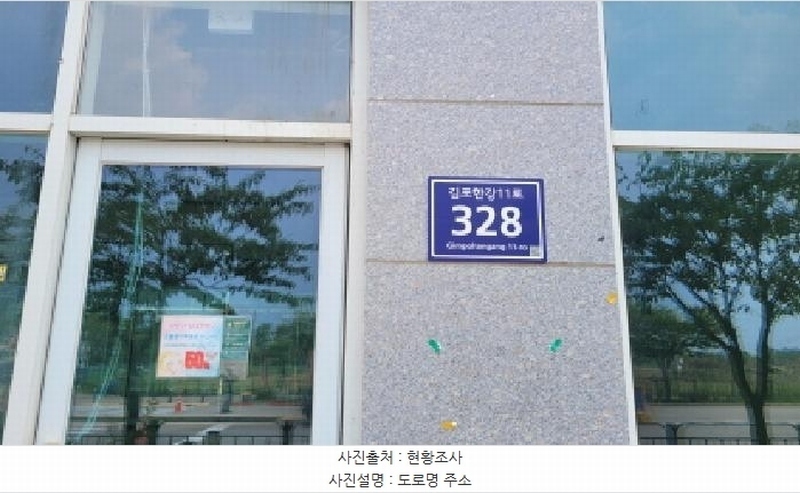 김포한강11로
328
Gimpohangang 11-ro
60
사진출처 : 현황조사
사진설명 : 도로명 주소